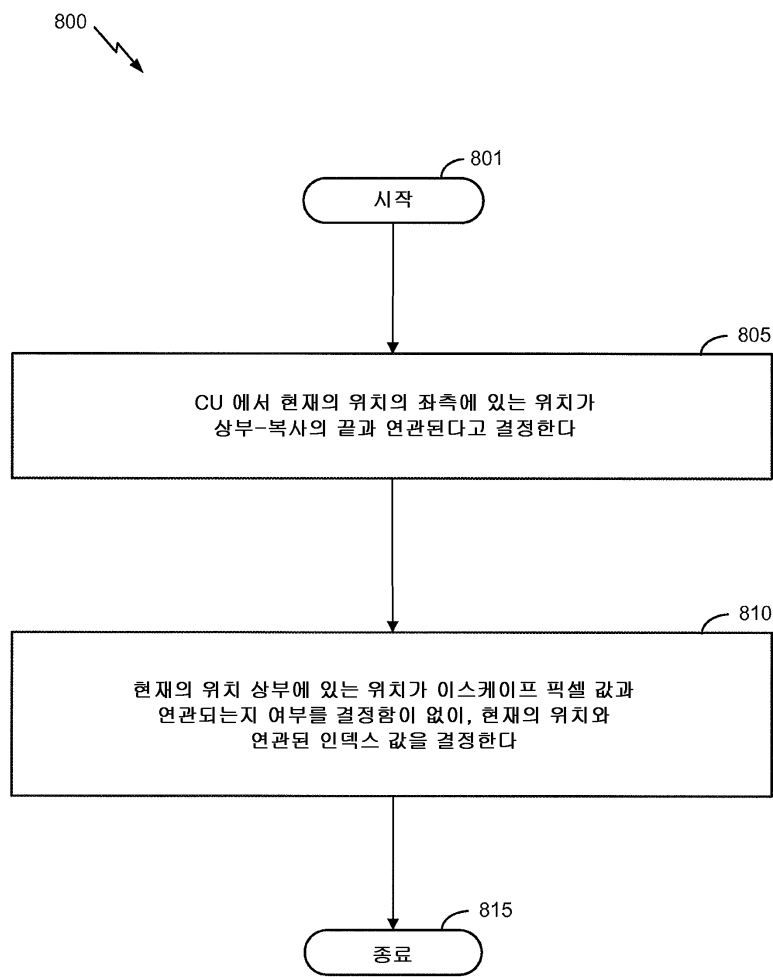 800
801
시작
805
CU 에서 현재의 위치의 좌측에 있는 위치가
상부-복사의 끝과 연관된다고 결정한다
810
현재의 위치 상부에 있는 위치가 이스케이프 픽셀 값과
연관되는지 여부를 결정함이 없이, 현재의 위치와
연관된 인덱스 값을 결정한다
815
종료